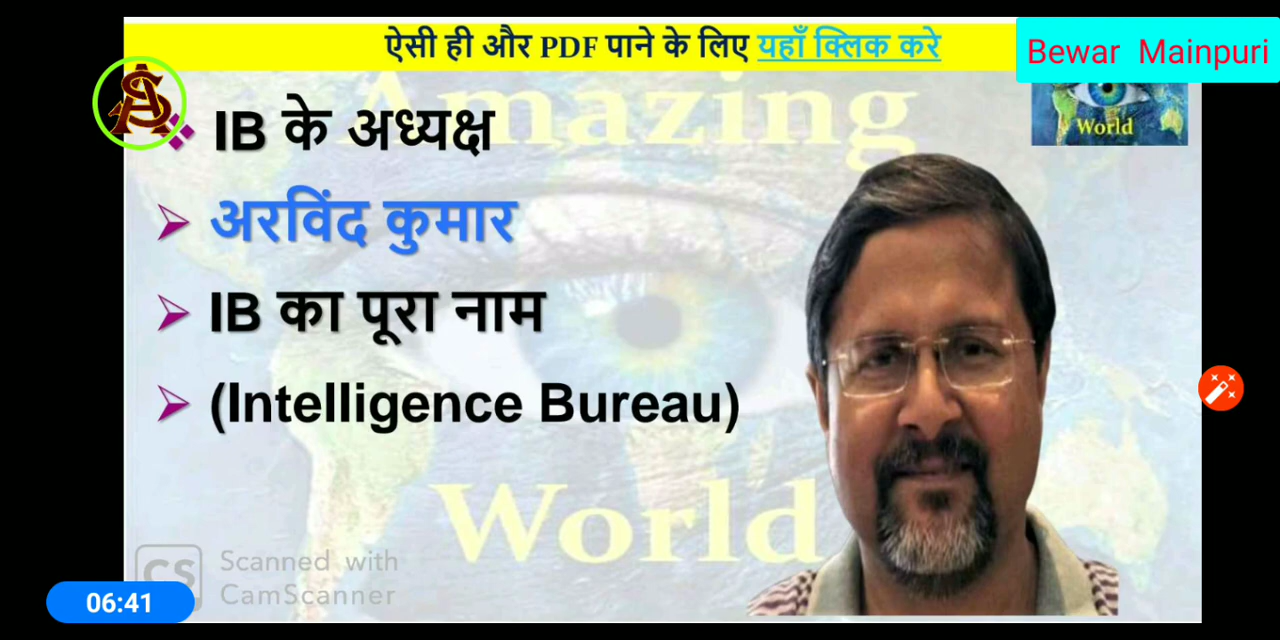 ऐसी ही और PDF पाने के लिए यहाँ क्लिक करे
Bewar Mainpuri
World
Amazing
IB के अध्यक्ष
अरविंद कुमार
IB का पूरा नाम
(Intelligence Bureau)
World
CS Scanned with
CamScanner
06:41